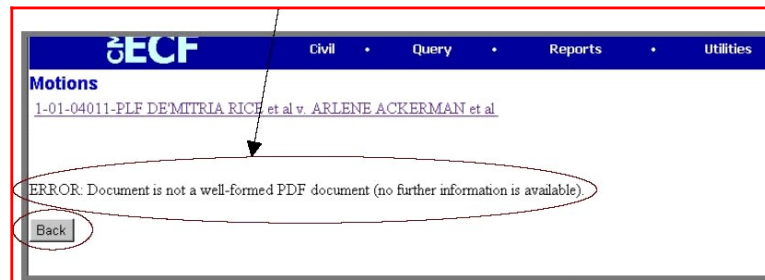 CM ECF Civil • Query • Reports • Utilities
Motions
1-01-04011-PLF DE'MITRIA RICE et al v. ARLENE ACKERMAN et al
ERROR: Document is not a well-formed PDF document (no further information is available).
Back